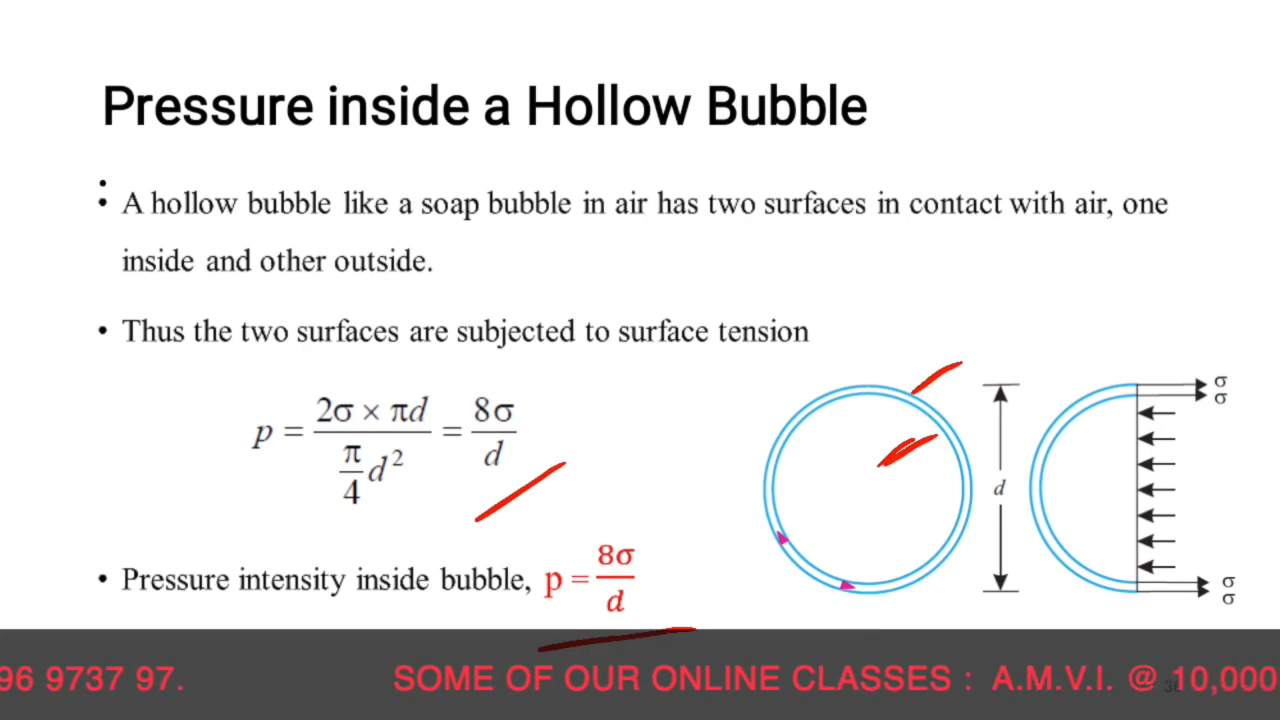 Pressure inside a Hollow Bubble
•
• A hollow bubble like a soap bubble in air has two surfaces in contact with air, one
inside and other outside.
• Thus the two surfaces are subjected to surface tension
p = (2σ × πd) / (π/4 d²) = 8σ/d
• Pressure intensity inside bubble, p = 8σ/d
d
σ
σ
σ
σ
96 9737 97. SOME OF OUR ONLINE CLASSES : A.M.V.I. @ 10,000